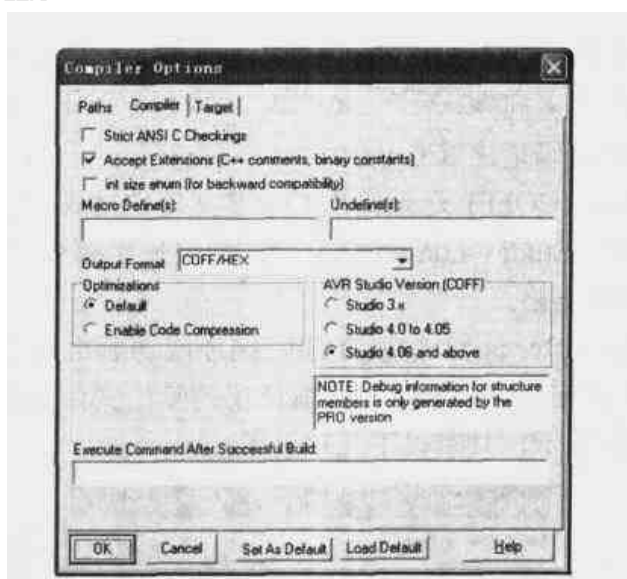 Compiler Options
Paths Compiler Target
Strict ANSI C Checkings
Accept Extensions (C++ comments, binary constants)
int size enum (for backward compatibility)
Macro Define(s): Undefine(s):
Output Format COFF/HEX
Optimizations
Default
Enable Code Compression
AVR Studio Version (COFF)
Studio 3.x
Studio 4.0 to 4.05
Studio 4.06 and above
NOTE: Debug information for structure
members is only generated by the
PRO version
Execute Command After Successful Build:
OK Cancel Set As Default Load Default Help